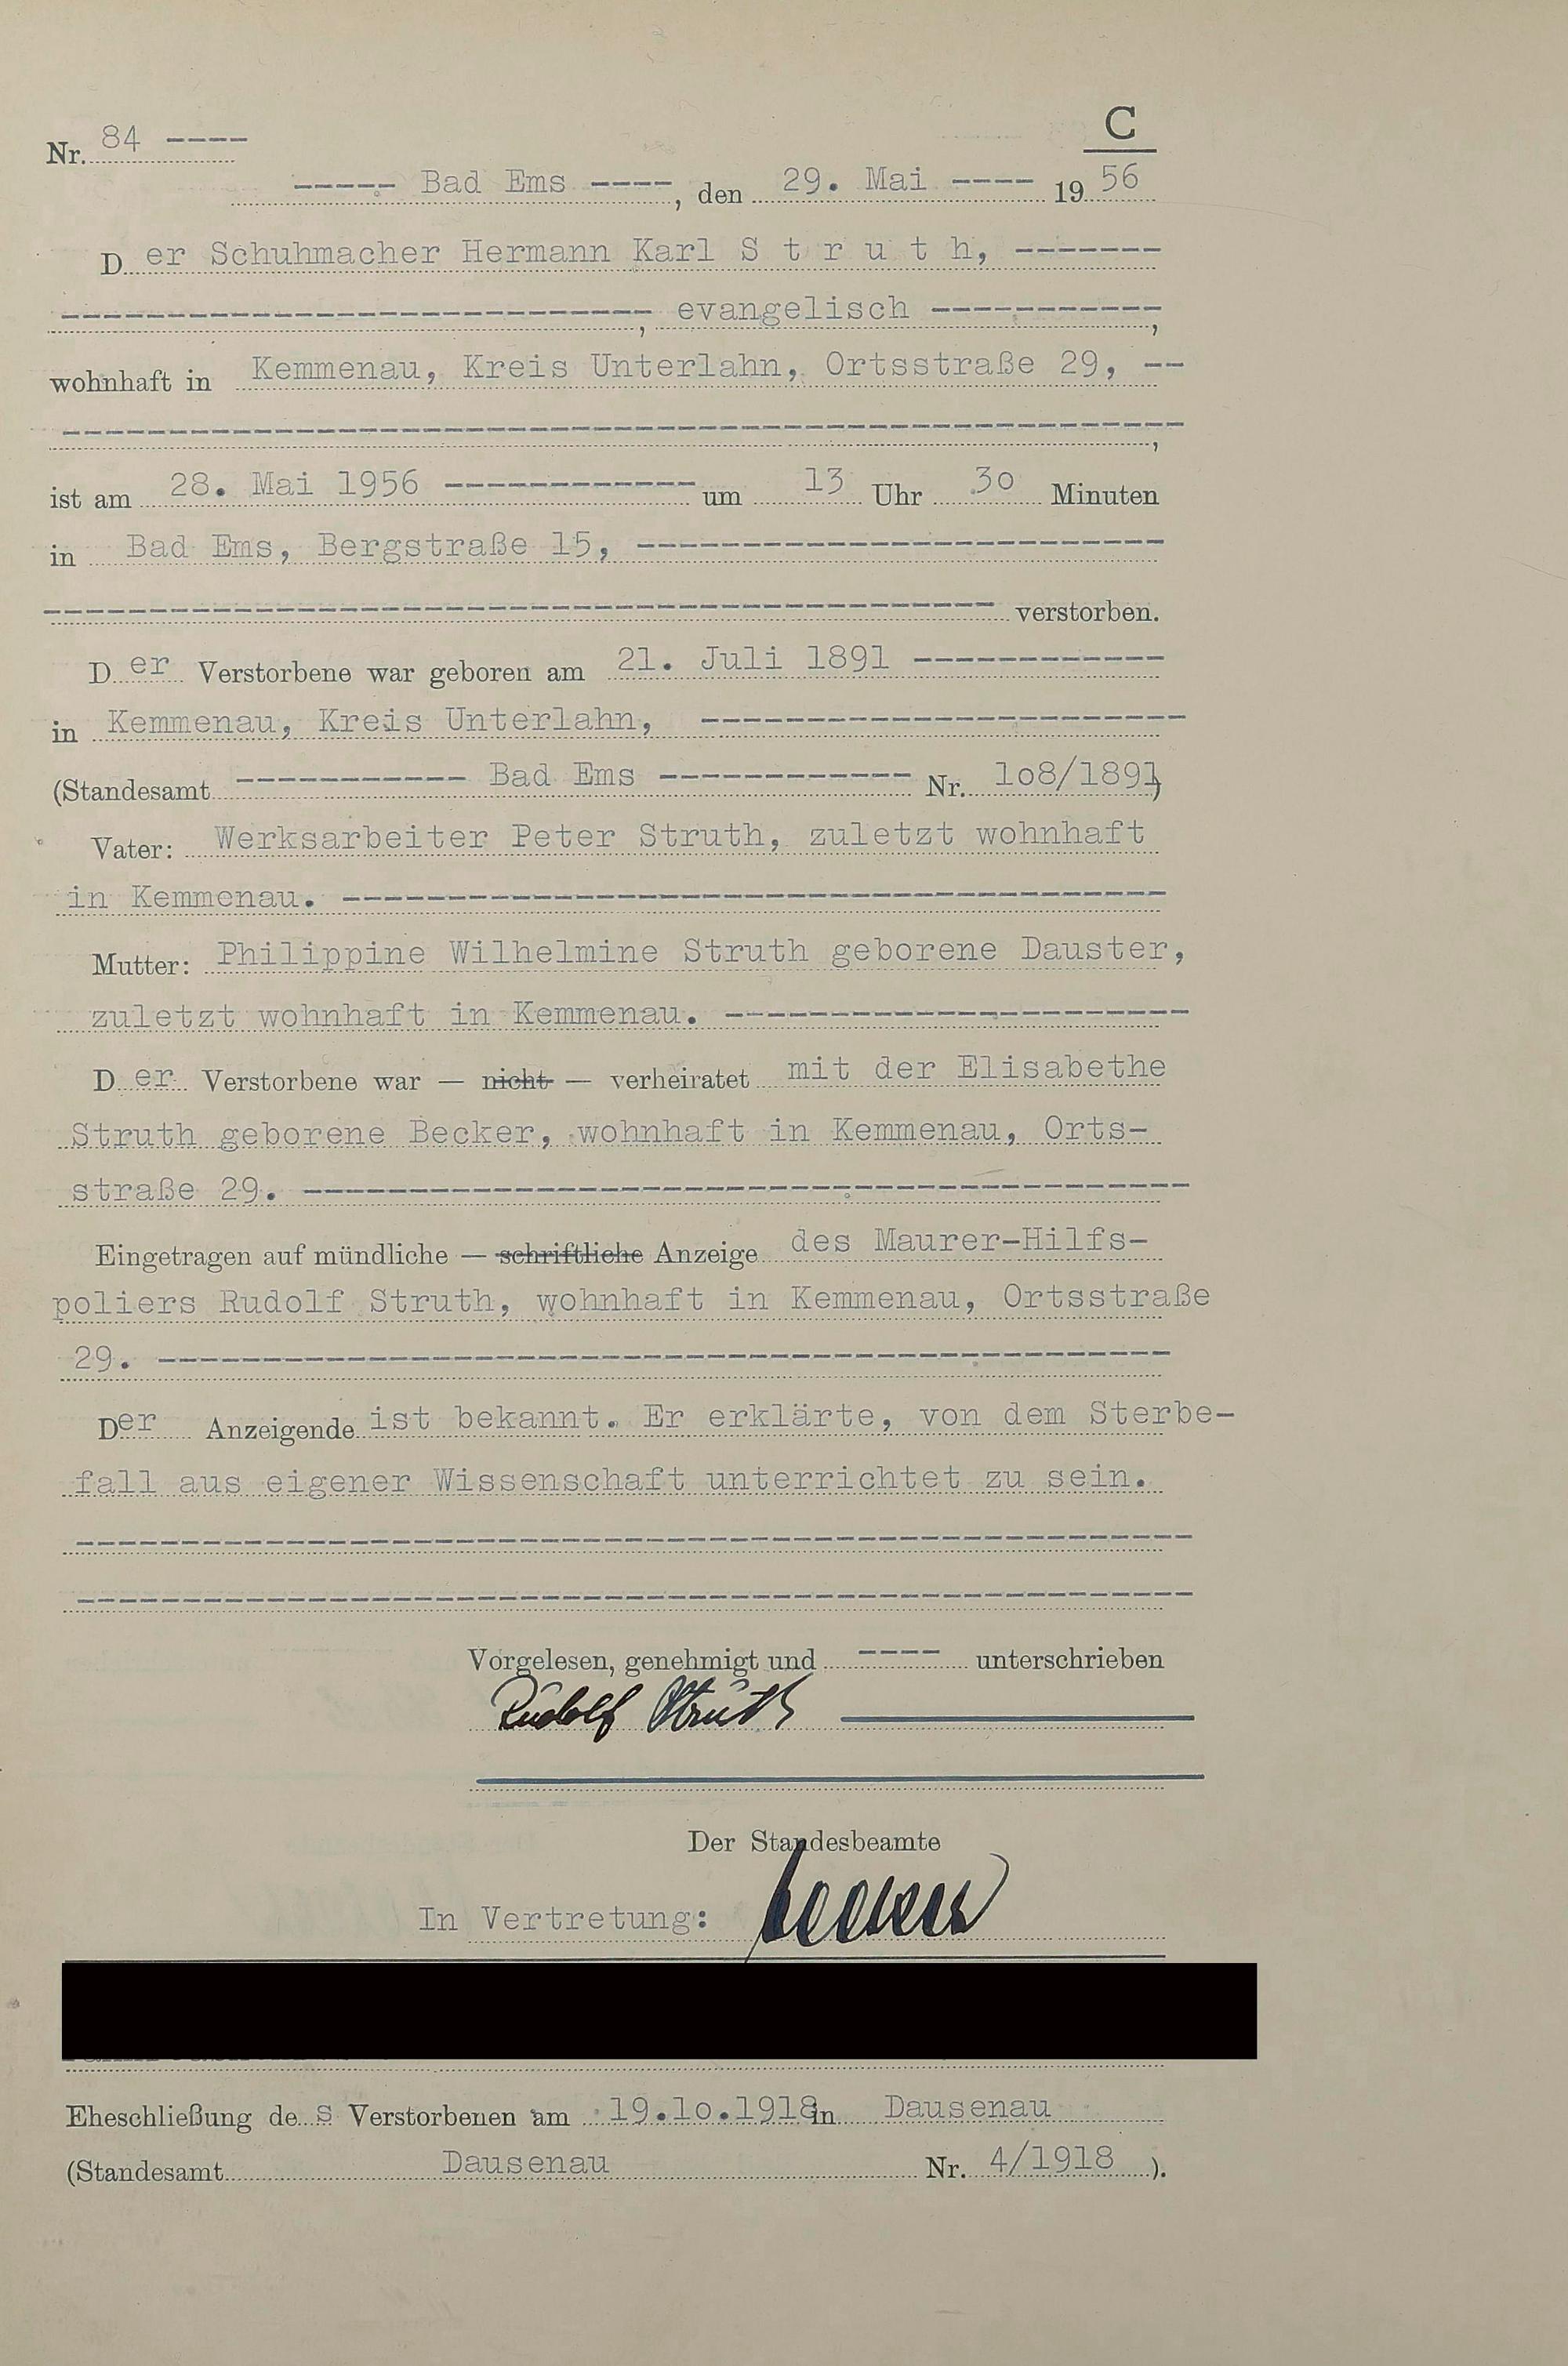 C
Nr. 84 ----
----- Bad Ems ----, den 29. Mai ---- 1956
Der Schuhmacher Hermann Karl S t r u t h, -------
----------------------------, evangelisch -----------,
wohnhaft in Kemmenau, Kreis Unterlahn, Ortsstraße 29, --
-----------------------------------------------------,
ist am 28. Mai 1956 ------------ um 13 Uhr 30 Minuten
in Bad Ems, Bergstraße 15, -------------------------
--------------------------------------------- verstorben.
Der Verstorbene war geboren am 21. Juli 1891 ------------
in Kemmenau, Kreis Unterlahn, -----------------------
(Standesamt ----------- Bad Ems ------------ Nr. 1o8/1891)
Vater: Werksarbeiter Peter Struth, zuletzt wohnhaft
in Kemmenau. ---------------------------------------
Mutter: Philippine Wilhelmine Struth geborene Dauster,
zuletzt wohnhaft in Kemmenau. ----------------------
Der Verstorbene war — nicht — verheiratet mit der Elisabethe
Struth geborene Becker, wohnhaft in Kemmenau, Orts-
straße 29. ------------------------------------------
Eingetragen auf mündliche — schriftliche Anzeige des Maurer-Hilfs-
poliers Rudolf Struth, wohnhaft in Kemmenau, Ortsstraße
29. ------------------------------------------------
Der Anzeigende ist bekannt. Er erklärte, von dem Sterbe-
fall aus eigener Wissenschaft unterrichtet zu sein.
-----------------------------------------------------
-----------------------------------------------------
Vorgelesen, genehmigt und ---- unterschrieben
Rudolf Struth
Der Standesbeamte
In Vertretung:
Eheschließung des Verstorbenen am 19.1o.1918 in Dausenau
(Standesamt Dausenau Nr. 4/1918 ).